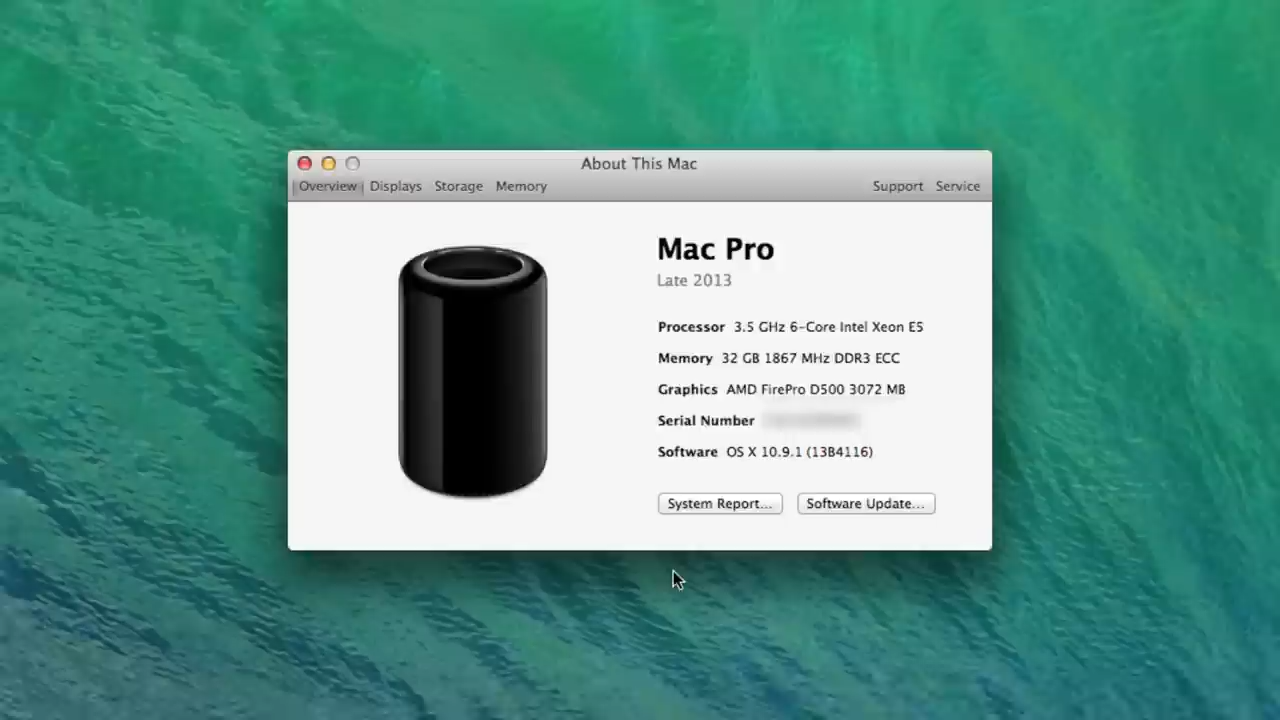 About This Mac
Overview Displays Storage Memory Support Service
Mac Pro
Late 2013
Processor 3.5 GHz 6-Core Intel Xeon E5
Memory 32 GB 1867 MHz DDR3 ECC
Graphics AMD FirePro D500 3072 MB
Serial Number
Software OS X 10.9.1 (13B4116)
System Report... Software Update...